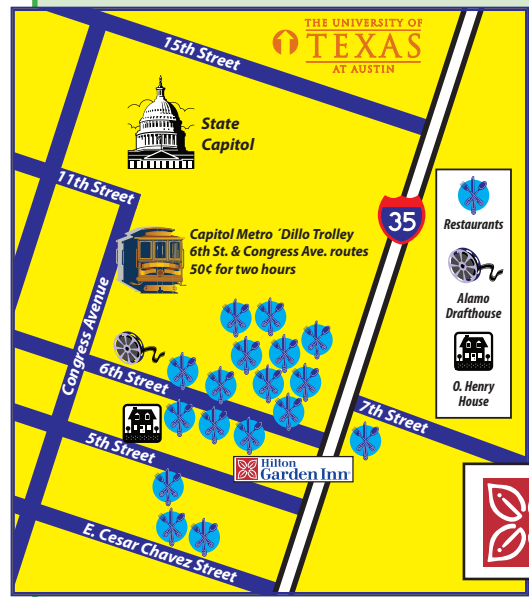 THE UNIVERSITY OF
TEXAS
AT AUSTIN
15th Street
State
Capitol
11th Street
35
Capitol Metro ´Dillo Trolley
6th St. & Congress Ave. routes
50¢ for two hours
Restaurants
Alamo
Drafthouse
O. Henry
House
Congress Avenue
6th Street
7th Street
5th Street
Hilton
Garden Inn
E. Cesar Chavez Street